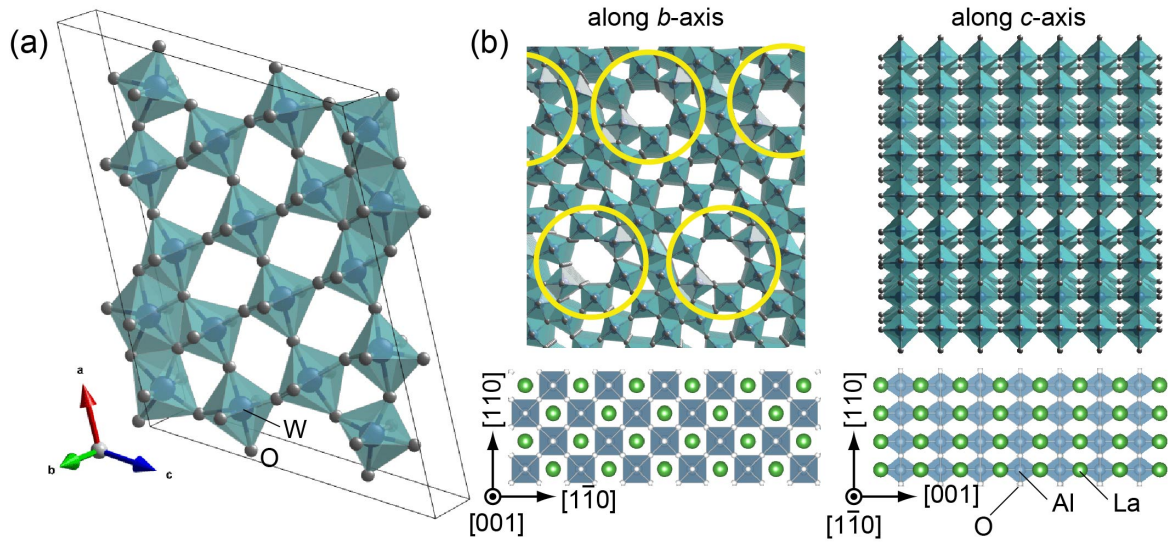 (a)
a
b
c
W
O
(b)
along b-axis
along c-axis
[110]
[001]
[11̅0]
[110]
[11̅0]
[001]
O
Al
La